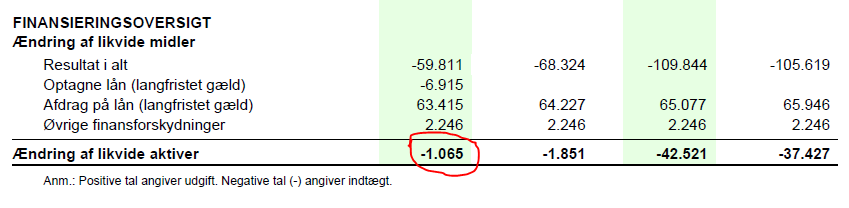 FINANSIERINGSOVERSIGT
Ændring af likvide midler
Resultat i alt -59.811 -68.324 -109.844 -105.619
Optagne lån (langfristet gæld) -6.915
Afdrag på lån (langfristet gæld) 63.415 64.227 65.077 65.946
Øvrige finansforskydninger 2.246 2.246 2.246 2.246
Ændring af likvide aktiver -1.065 -1.851 -42.521 -37.427
Anm.: Positive tal angiver udgift. Negative tal (-) angiver indtægt.